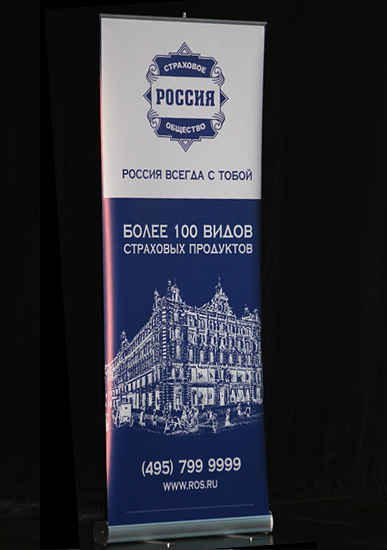 СТРАХОВОЕ
РОССИЯ
ОБЩЕСТВО
РОССИЯ ВСЕГДА С ТОБОЙ
БОЛЕЕ 100 ВИДОВ
СТРАХОВЫХ ПРОДУКТОВ
(495) 799 9999
WWW.ROS.RU